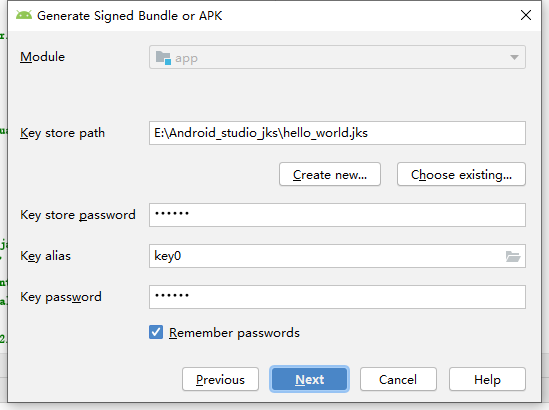 Generate Signed Bundle or APK
Module
app
Key store path
E:\Android_studio_jks\hello_world.jks
Create new...
Choose existing...
Key store password
••••••
Key alias
key0
Key password
••••••
Remember passwords
Previous
Next
Cancel
Help